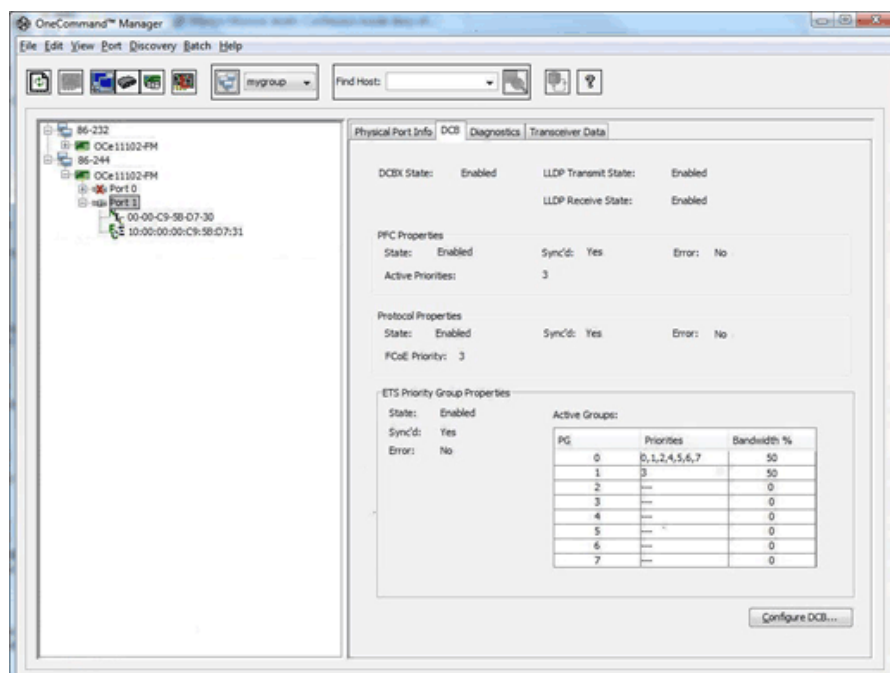 OneCommand™ Manager
File Edit View Port Discovery Batch Help
mygroup Find Host: ?
86-232
OCe11102-FM
86-244
OCe11102-FM
Port 0
Port 1
00-00-C9-5B-D7-30
10:00:00:00:C9:5B:D7:31
Physical Port Info DCB Diagnostics Transceiver Data
DCBX State: Enabled LLDP Transmit State: Enabled
LLDP Receive State: Enabled
PFC Properties
State: Enabled Sync'd: Yes Error: No
Active Priorities: 3
Protocol Properties
State: Enabled Sync'd: Yes Error: No
FCoE Priority: 3
ETS Priority Group Properties
State: Enabled
Sync'd: Yes
Error: No
Active Groups:
PG Priorities Bandwidth %
0 0,1,2,4,5,6,7 50
1 3 50
2 --- 0
3 --- 0
4 --- 0
5 --- 0
6 --- 0
7 --- 0
Configure DCB...